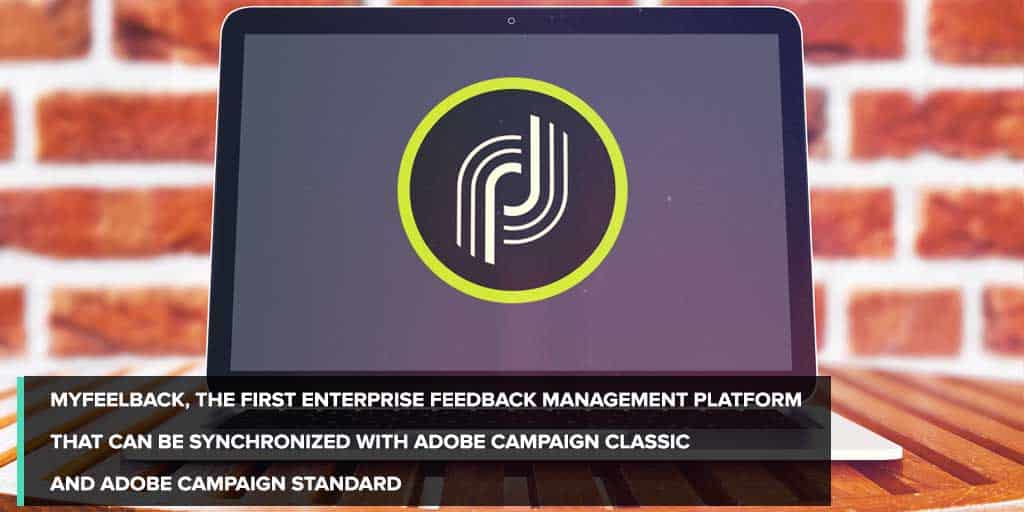 MYFEELBACK, THE FIRST ENTERPRISE FEEDBACK MANAGEMENT PLATFORM
THAT CAN BE SYNCHRONIZED WITH ADOBE CAMPAIGN CLASSIC
AND ADOBE CAMPAIGN STANDARD